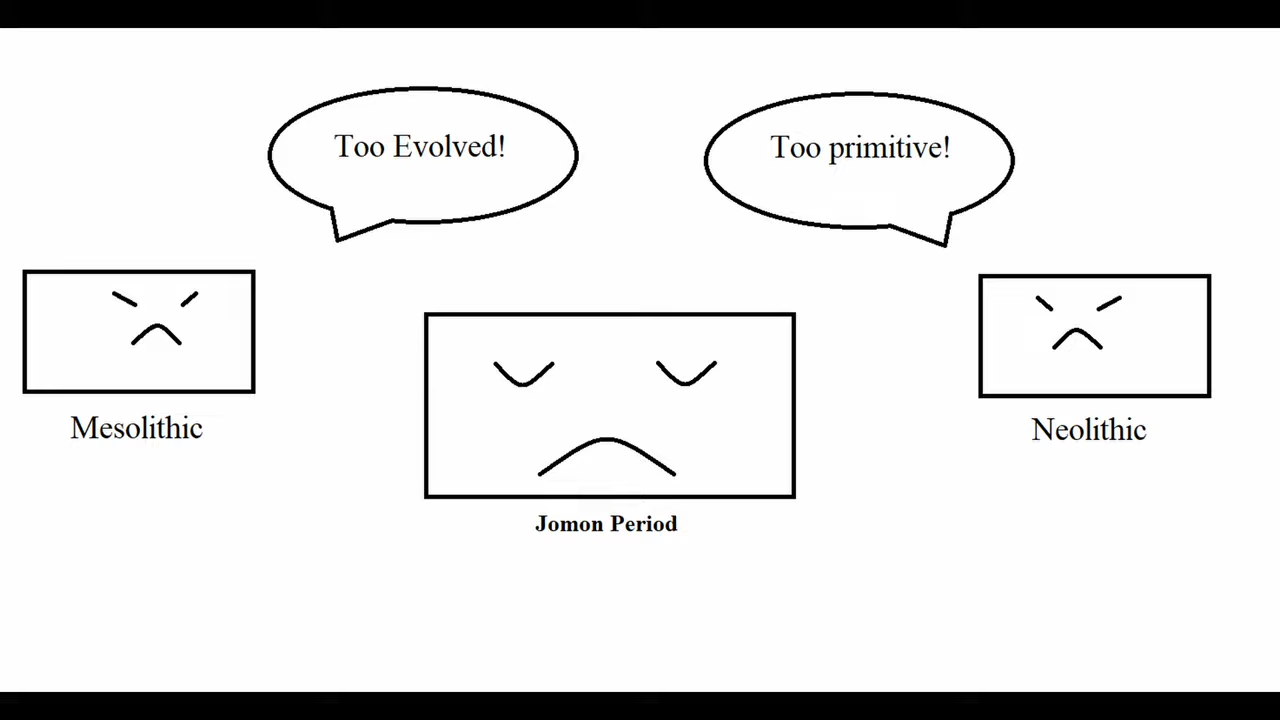 Too Evolved!
Too primitive!
Mesolithic
Neolithic
Jomon Period